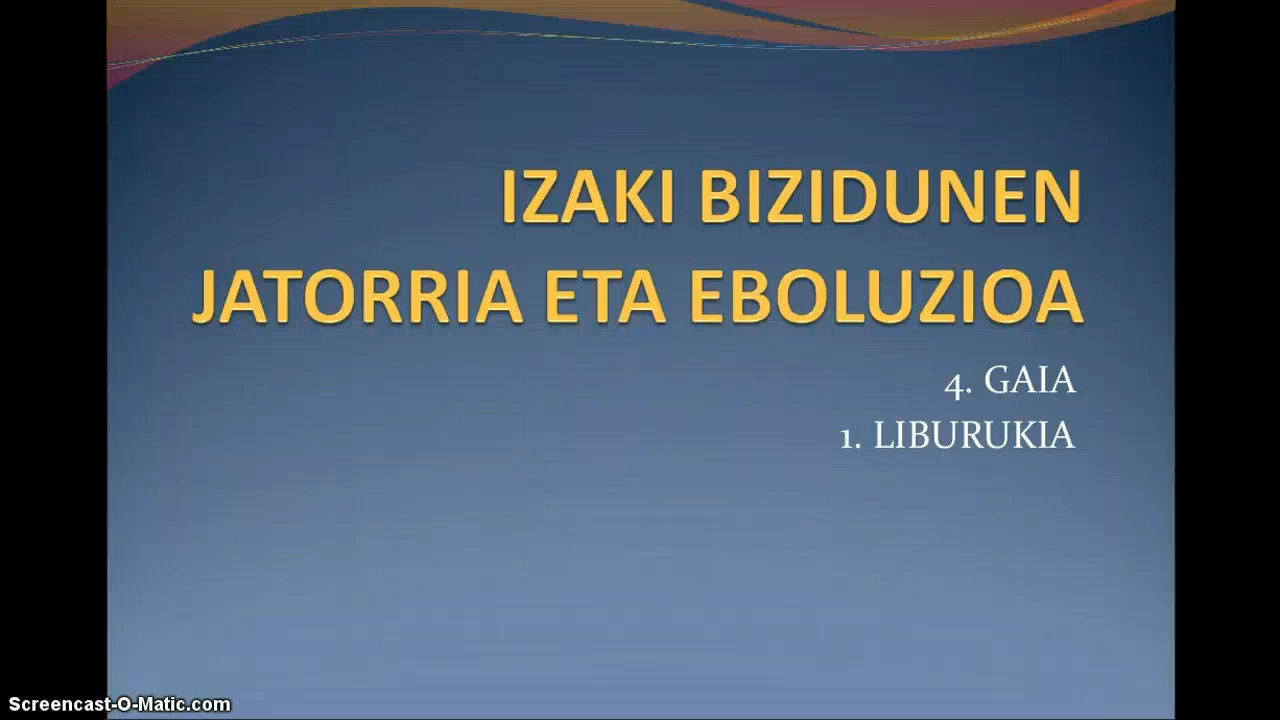 IZAKI BIZIDUNEN
JATORRIA ETA EBOLUZIOA
4. GAIA
1. LIBURUKIA
Screencast-O-Matic.com